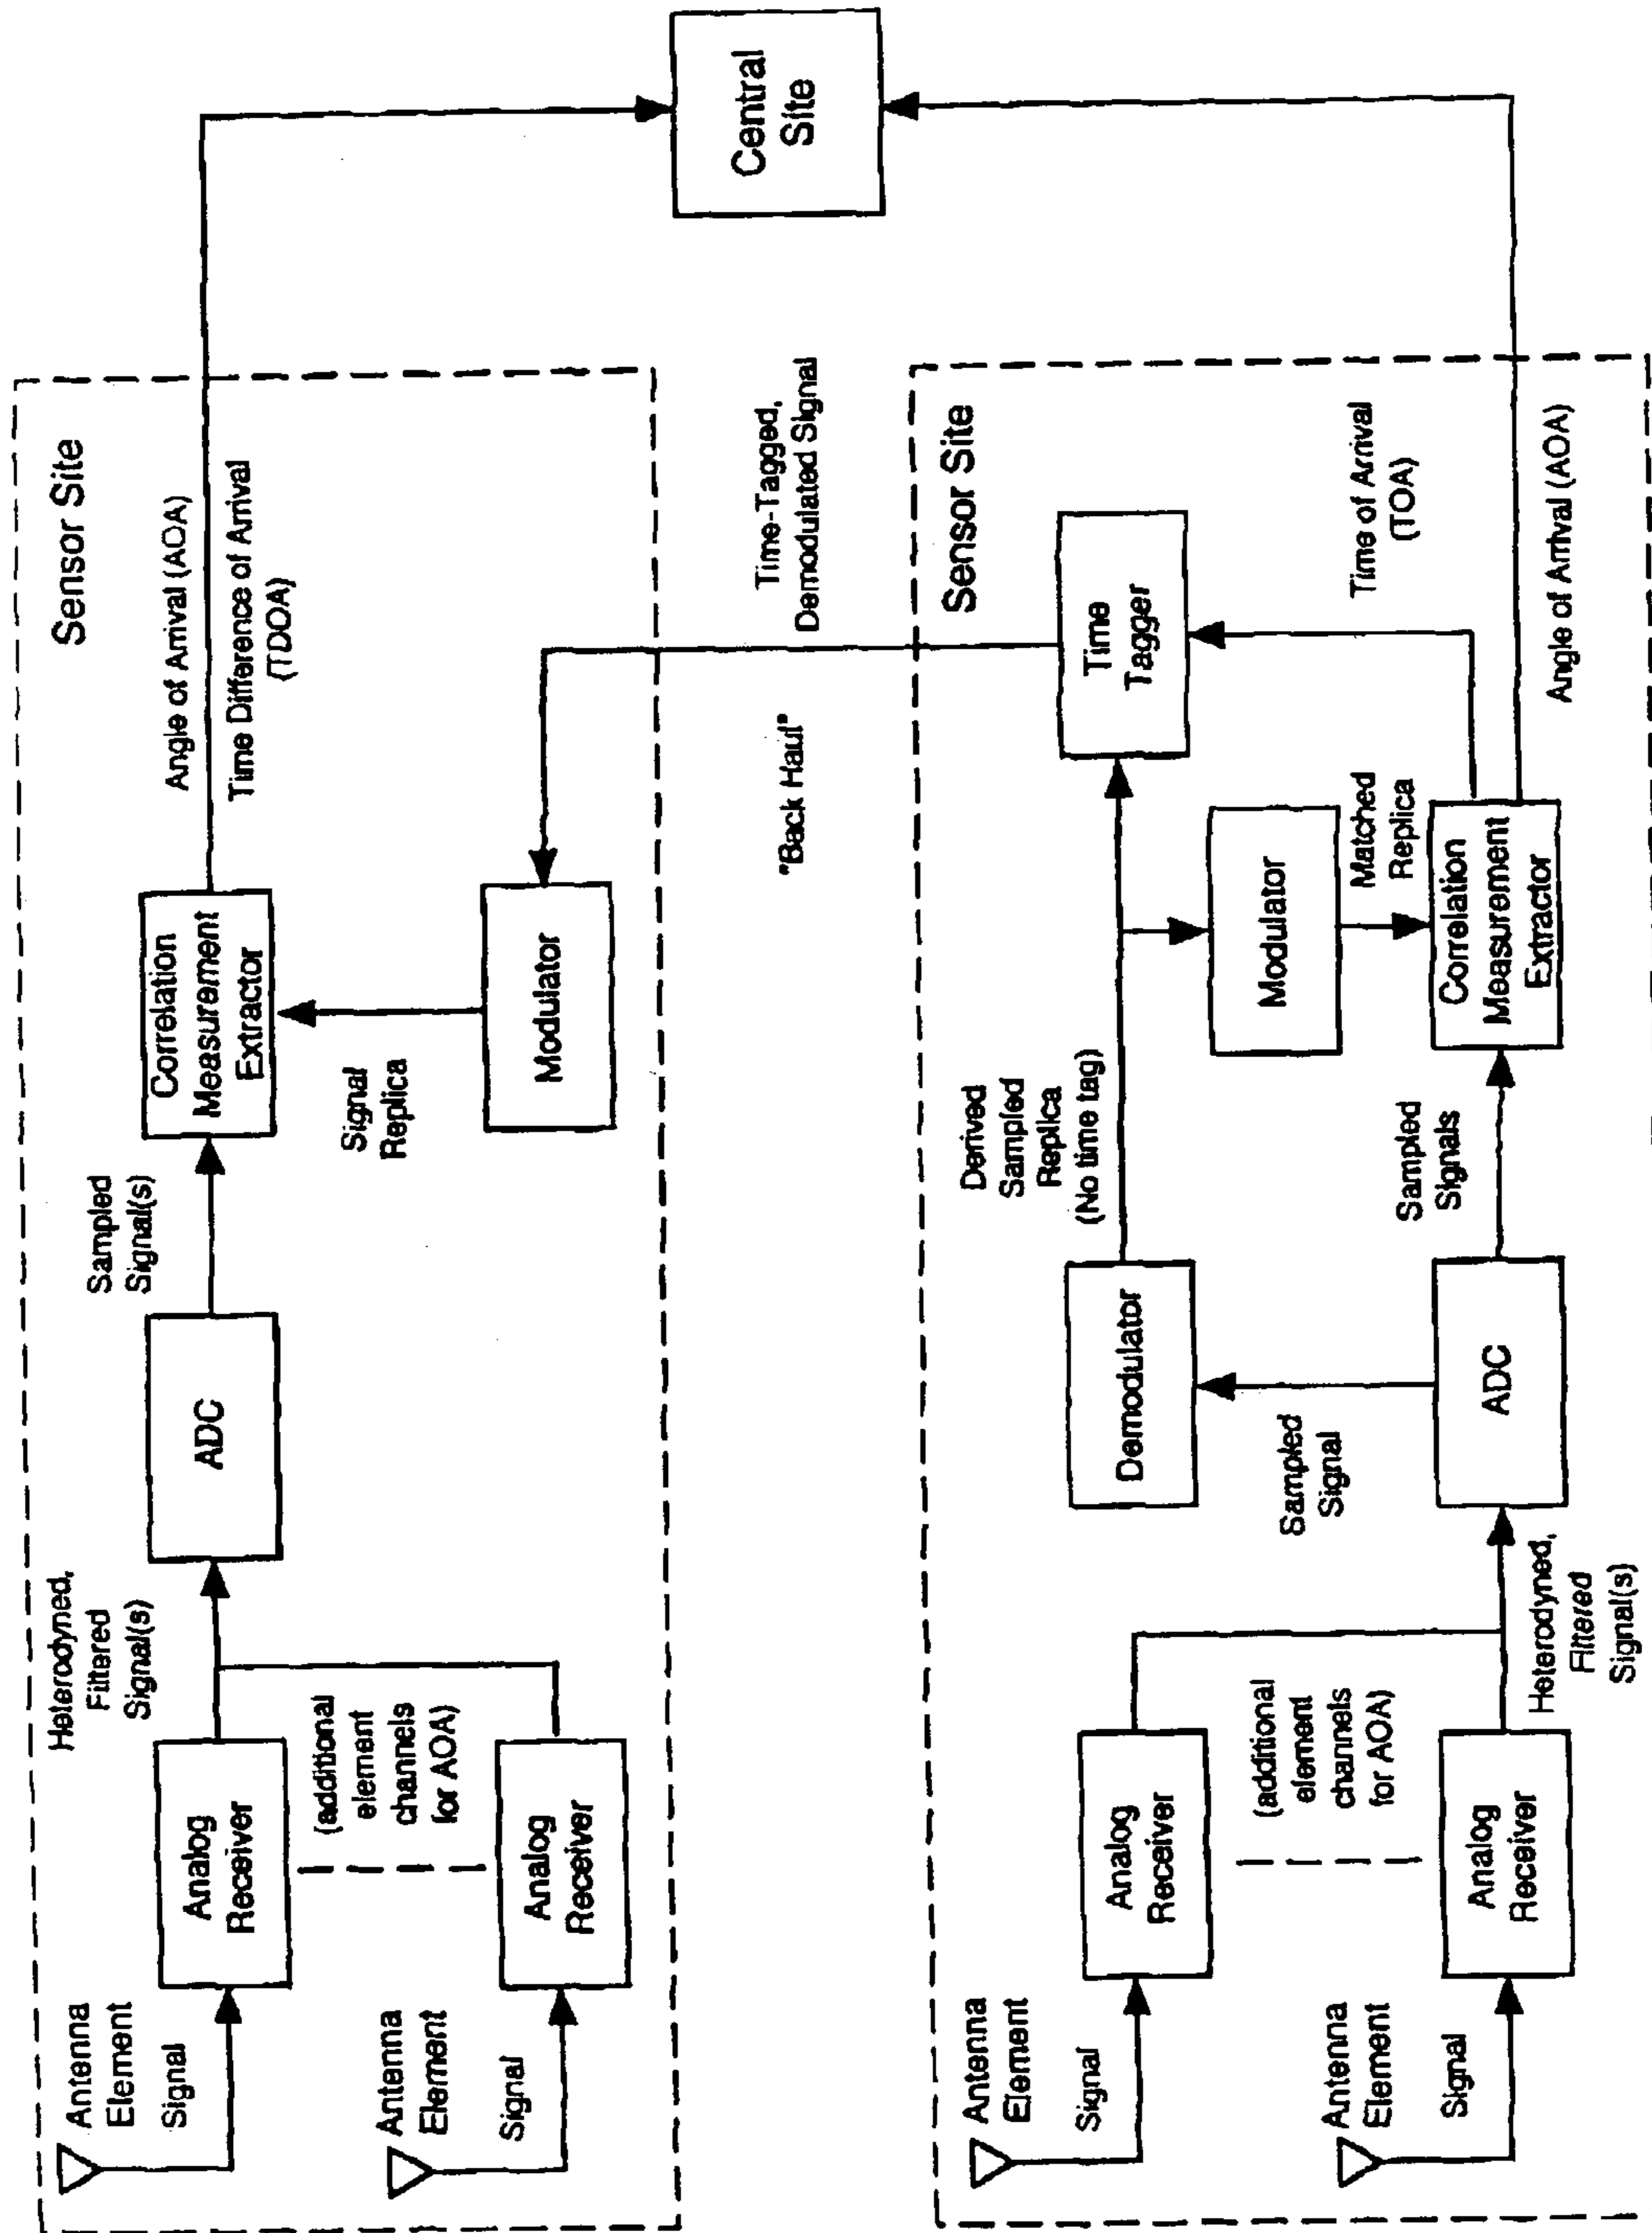 Sensor Site
Antenna
Element
Signal
Analog
Receiver
Heterodyned,
Filtered
Signal(s)
(additional
element
channels
for AOA)
Antenna
Element
Signal
Analog
Receiver
ADC
Sampled
Signal(s)
Correlation
Measurement
Extractor
Signal
Replica
Modulator
Angle of Arrival (AOA)
Time Difference of Arrival
(TDOA)
Central
Site
"Back Haul"
Time-Tagged,
Demodulated Signal
Sensor Site
Antenna
Element
Signal
Analog
Receiver
(additional
element
channels
for AOA)
Antenna
Element
Signal
Analog
Receiver
Heterodyned,
Filtered
Signal(s)
ADC
Sampled
Signal
Demodulator
Derived
Sampled
Replica
(No time tag)
Sampled
Signals
Modulator
Matched
Replica
Correlation
Measurement
Extractor
Time
Tagger
Time of Arrival
(TOA)
Angle of Arrival (AOA)